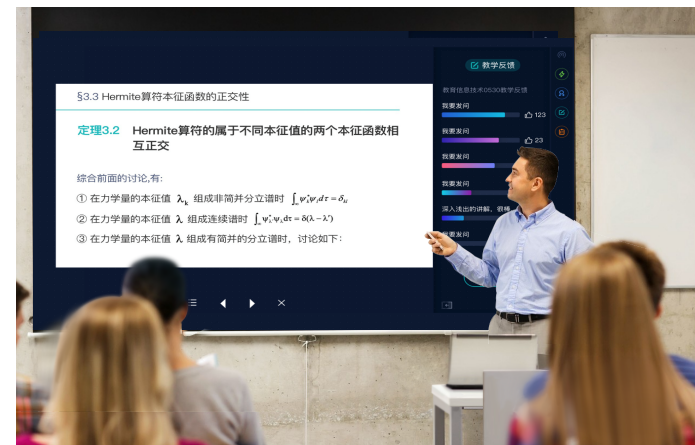 §3.3 Hermite算符本征函数的正交性
定理3.2 Hermite算符的属于不同本征值的两个本征函数相
互正交
综合前面的讨论,有:
① 在力学量的本征值 λk 组成非简并分立谱时 ∫∞ψ*kψldτ = δkl
② 在力学量的本征值 λ 组成连续谱时 ∫∞ψ*λ'ψλdτ = δ(λ − λ')
③ 在力学量的本征值 λ 组成有简并的分立谱时，讨论如下：
教学反馈
教育信息技术0530教学反馈
我要发问
123
我要发问
23
我要发问
我要发问
深入浅出的讲解，很棒
我要发问